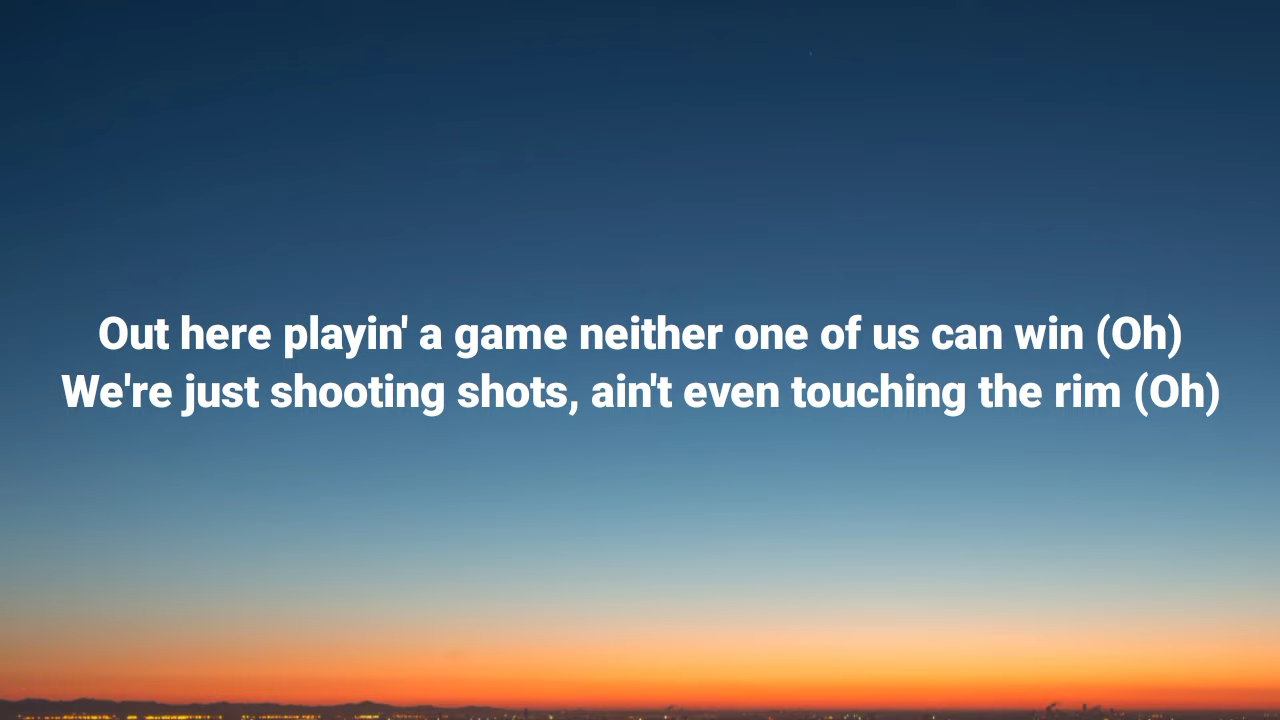 Out here playin' a game neither one of us can win (Oh)
We're just shooting shots, ain't even touching the rim (Oh)